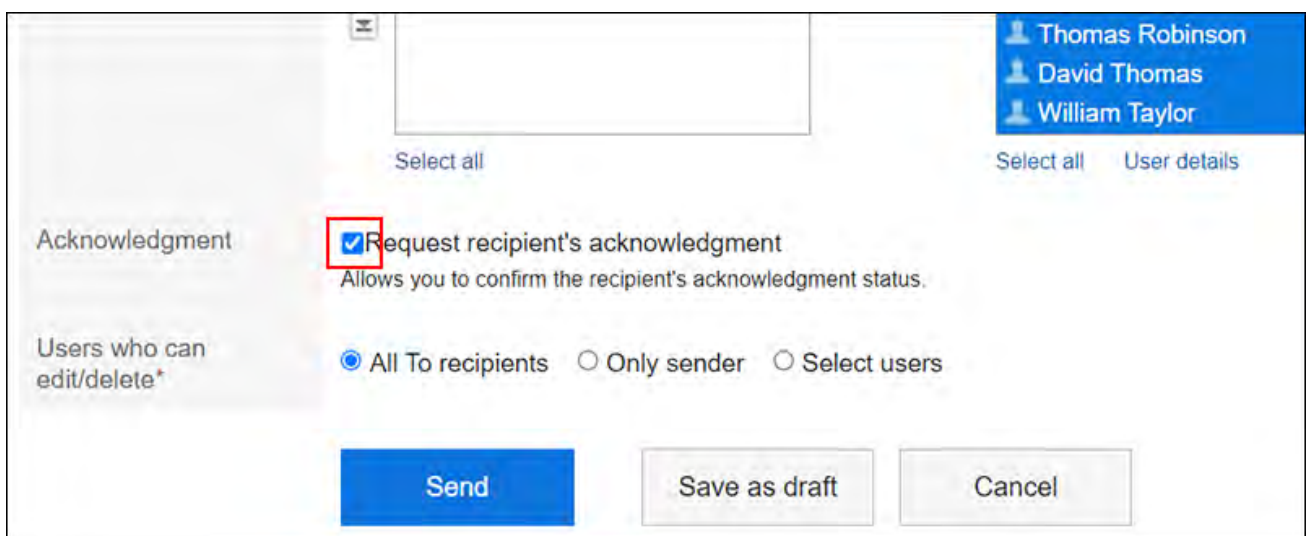 Thomas Robinson
David Thomas
William Taylor
Select all
Select all User details
Acknowledgment
Request recipient's acknowledgment
Allows you to confirm the recipient's acknowledgment status.
Users who can
edit/delete*
All To recipients Only sender Select users
Send Save as draft Cancel